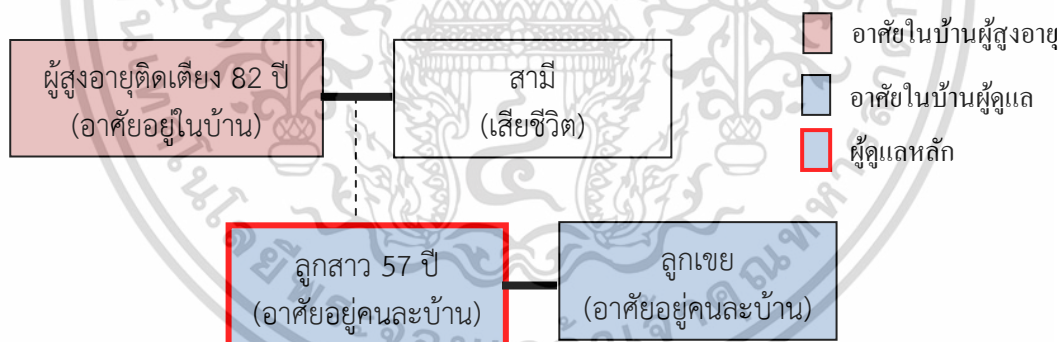 ผู้สูงอายุติดเตียง 82 ปี
(อาศัยอยู่ในบ้าน)
สามี
(เสียชีวิต)
อาศัยในบ้านผู้สูงอายุ
อาศัยในบ้านผู้ดูแล
ผู้ดูแลหลัก
ลูกสาว 57 ปี
(อาศัยอยู่คนละบ้าน)
ลูกเขย
(อาศัยอยู่คนละบ้าน)